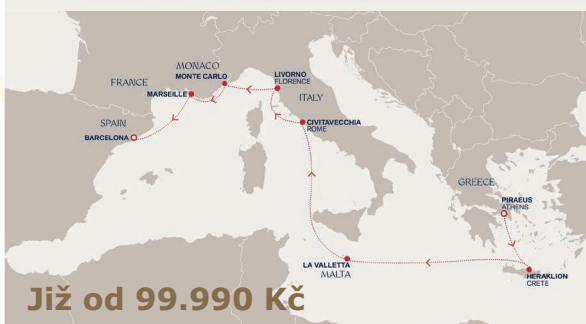 MONACO
MONTE CARLO
LIVORNO
FLORENCE
FRANCE
MARSEILLE
ITALY
SPAIN
BARCELONA
CIVITAVECCHIA
ROME
GREECE
PIRAEUS
ATHENS
LA VALLETTA
MALTA
HERAKLION
CRETE
Již od 99.990 Kč